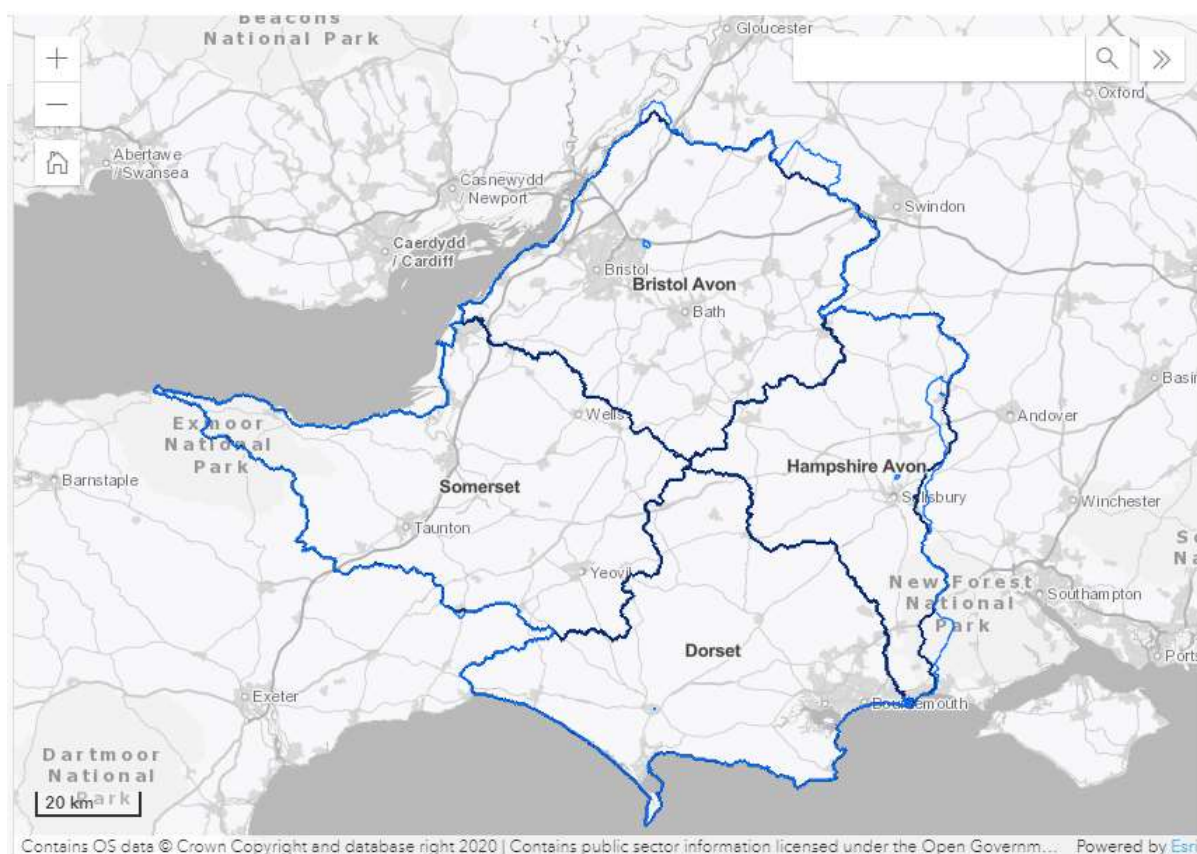 Beacons
National Park
Gloucester
Oxford
Abertawe
/ Swansea
Casnewydd
/ Newport
Swindon
Caerdydd
/ Cardiff
Bristol
Bristol Avon
Bath
Basin
Exmoor
National
Park
Wells
Andover
Barnstaple
Somerset
Hampshire Avon
Salisbury
Winchester
Taunton
Yeovil
New Forest
National
Park
So
Na
Southampton
Dorset
Ports
Exeter
Bournemouth
Dartmoor
National
Park
20 km
Contains OS data © Crown Copyright and database right 2020 | Contains public sector information licensed under the Open Governm...
Powered by Esri